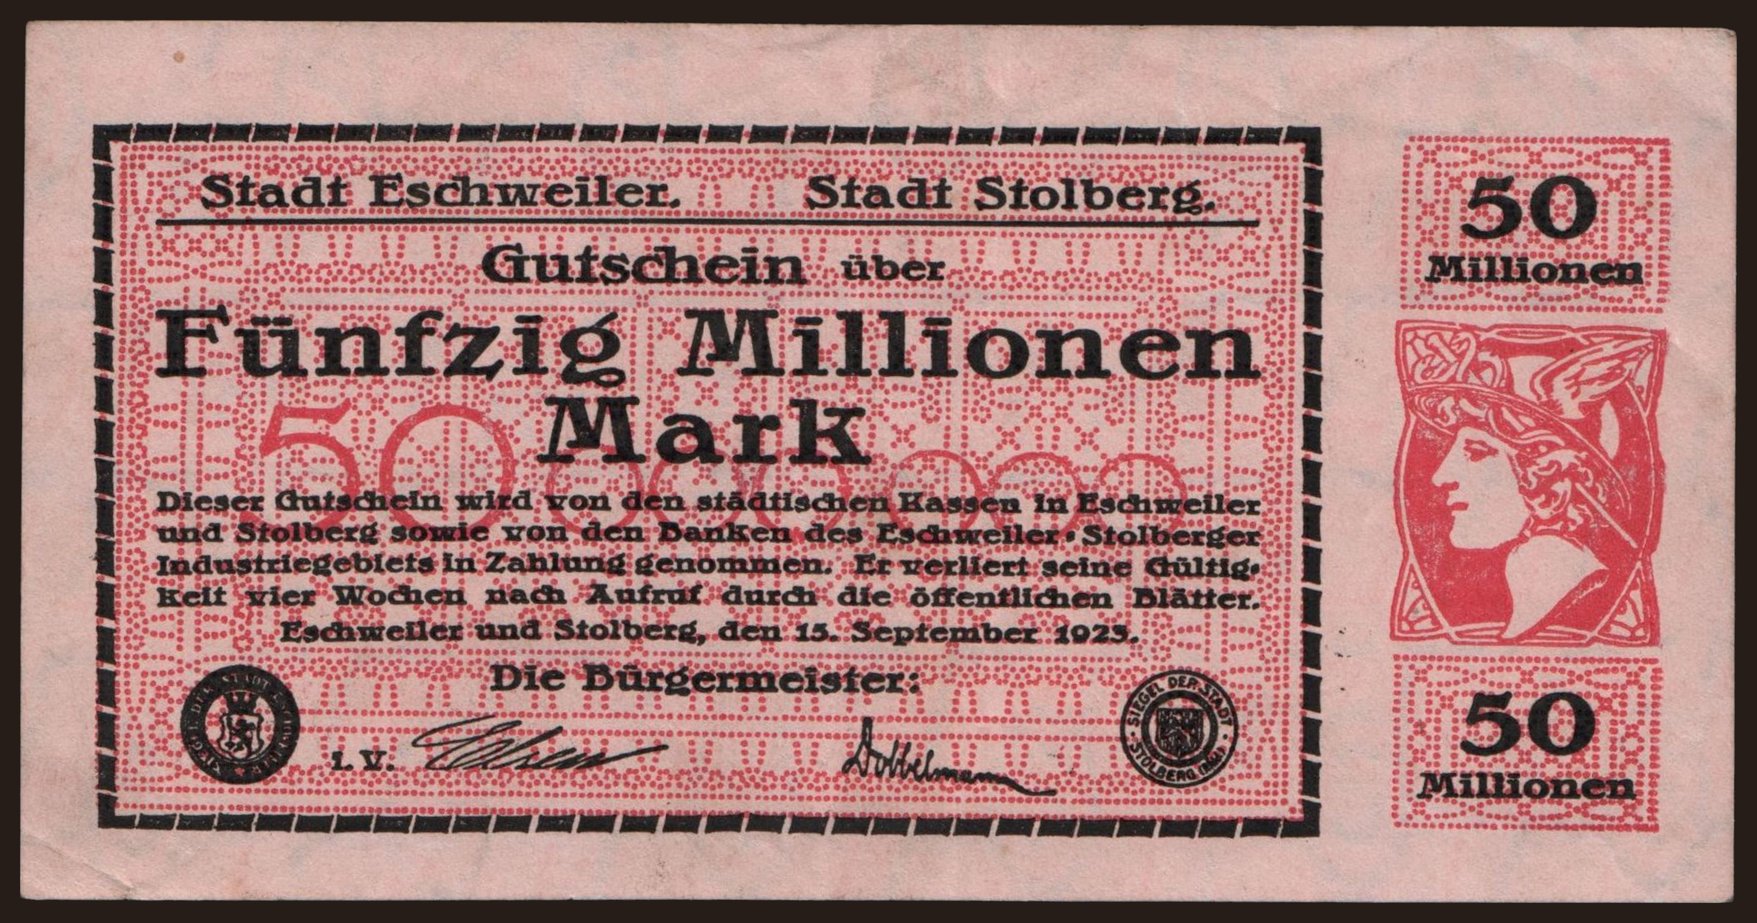 Stadt Eschweiler. Stadt Stolberg.
Gutschein über
Fünfzig Millionen
Mark
50 000 000
Dieser Gutschein wird von den städtischen Kassen in Eschweiler
und Stolberg sowie von den Banken des Eschweiler-Stolberger
Industriegebiets in Zahlung genommen. Er verliert seine Gültig-
keit vier Wochen nach Aufruf durch die öffentlichen Blätter.
Eschweiler und Stolberg, den 15. September 1923.
Die Bürgermeister:
i. V.
Dobbelmann
SIEGEL DER STADT
STOLBERG
50
Millionen
50
Millionen